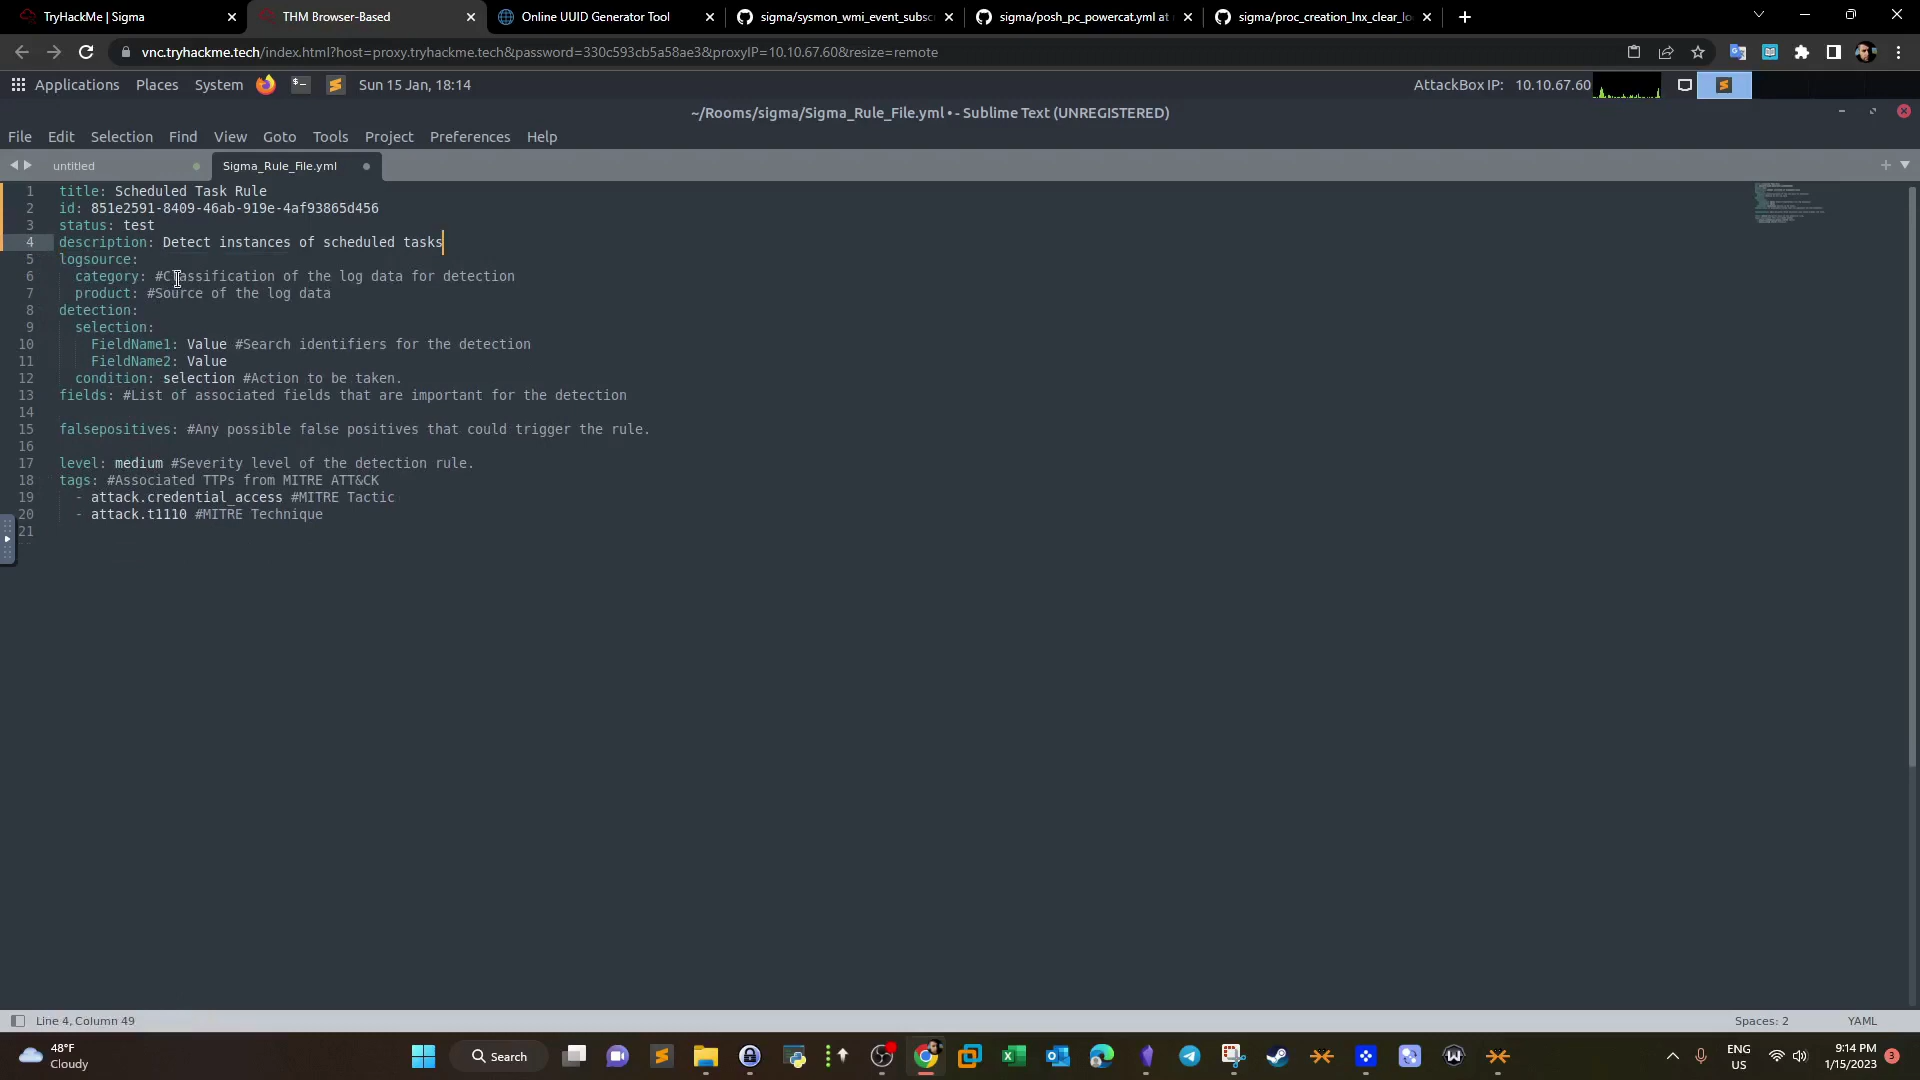 TryHackMe | Sigma
THM Browser-Based
Online UUID Generator Tool
sigma/sysmon_wmi_event_subsc
sigma/posh_pc_powercat.yml at
sigma/proc_creation_lnx_clear_lo
vnc.tryhackme.tech/index.html?host=proxy.tryhackme.tech&password=330c593cb5a58ae3&proxyIP=10.10.67.60&resize=remote
Applications Places System Sun 15 Jan, 18:14 AttackBox IP: 10.10.67.60
~/Rooms/sigma/Sigma_Rule_File.yml • - Sublime Text (UNREGISTERED)
File Edit Selection Find View Goto Tools Project Preferences Help
untitled Sigma_Rule_File.yml
1 title: Scheduled Task Rule
2 id: 851e2591-8409-46ab-919e-4af93865d456
3 status: test
4 description: Detect instances of scheduled tasks
5 logsource:
6 category: #Classification of the log data for detection
7 product: #Source of the log data
8 detection:
9 selection:
10 FieldName1: Value #Search identifiers for the detection
11 FieldName2: Value
12 condition: selection #Action to be taken.
13 fields: #List of associated fields that are important for the detection
14
15 falsepositives: #Any possible false positives that could trigger the rule.
16
17 level: medium #Severity level of the detection rule.
18 tags: #Associated TTPs from MITRE ATT&CK
19 - attack.credential_access #MITRE Tactic
20 - attack.t1110 #MITRE Technique
21
Line 4, Column 49 Spaces: 2 YAML
48°F
Cloudy
Search
ENG
US
9:14 PM
1/15/2023
3